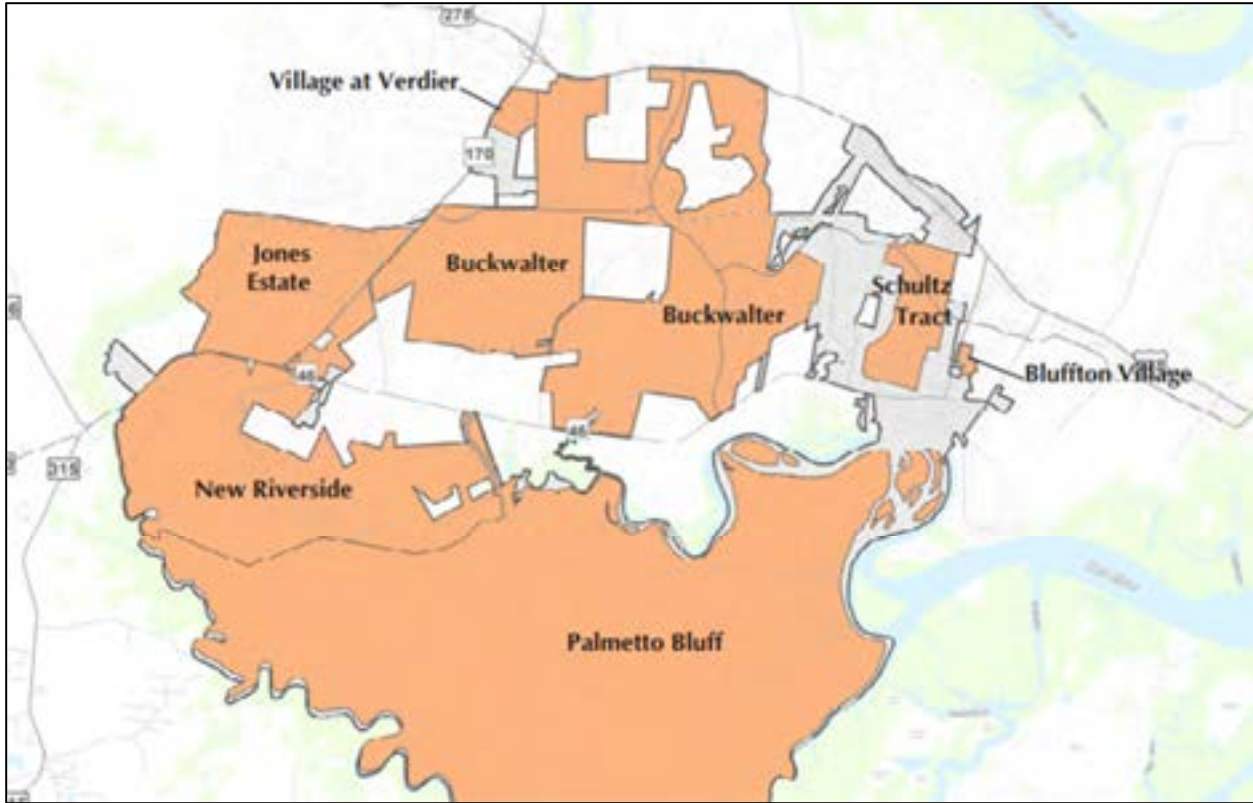 278
Village at Verdier
170
Jones
Estate
Buckwalter
Schultz
Tract
Buckwalter
Bluffton Village
46
46
315
New Riverside
Palmetto Bluff